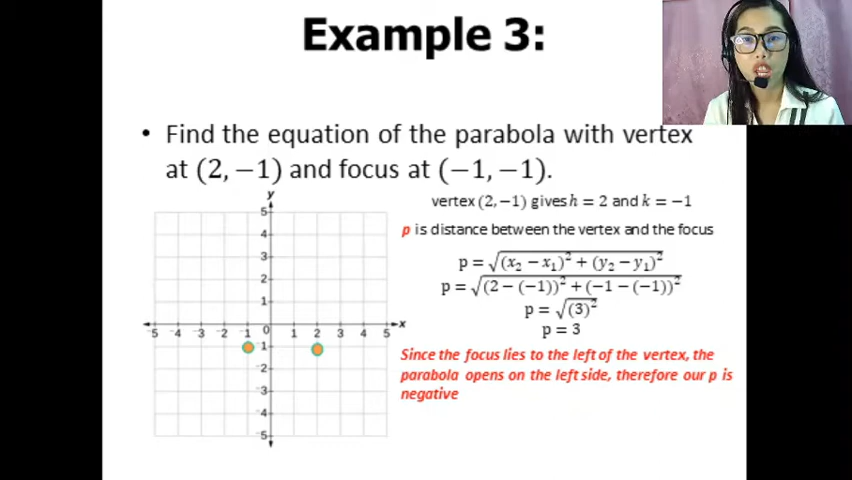 Example 3:
• Find the equation of the parabola with vertex
at (2, −1) and focus at (−1, −1).
vertex (2, −1) gives h = 2 and k = −1
p is distance between the vertex and the focus
p = √(x₂ − x₁)² + (y₂ − y₁)²
p = √(2 − (−1))² + (−1 − (−1))²
p = √(3)²
p = 3
Since the focus lies to the left of the vertex, the
parabola opens on the left side, therefore our p is
negative
y
5
4
3
2
1
-5 -4 -3 -2 -1 0 1 2 3 4 5 x
-1
-2
-3
-4
-5